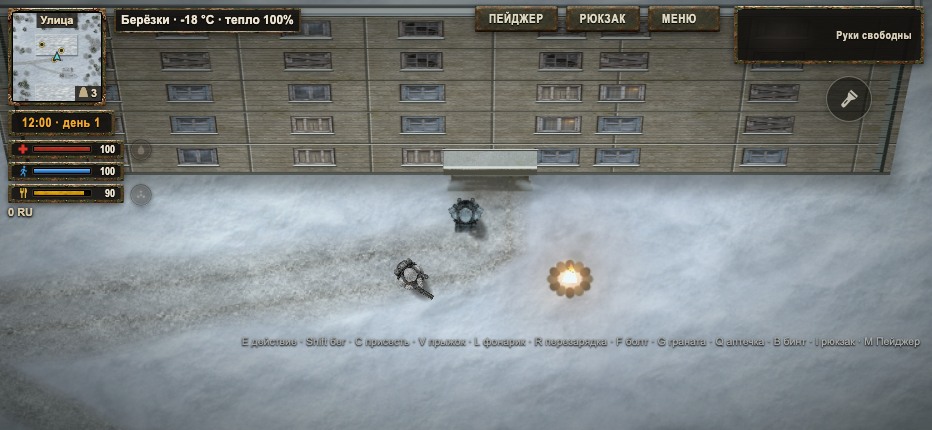 Улица
Берёзки · -18 °C · тепло 100%
ПЕЙДЖЕР
РЮКЗАК
МЕНЮ
Руки свободны
3
12:00 · день 1
100
100
90
0 RU
E действие · Shift бег · C присесть · V прыжок · L фонарик · R перезарядка · F болт · G граната · Q аптечка · B бинт · I рюкзак · M Пейджер